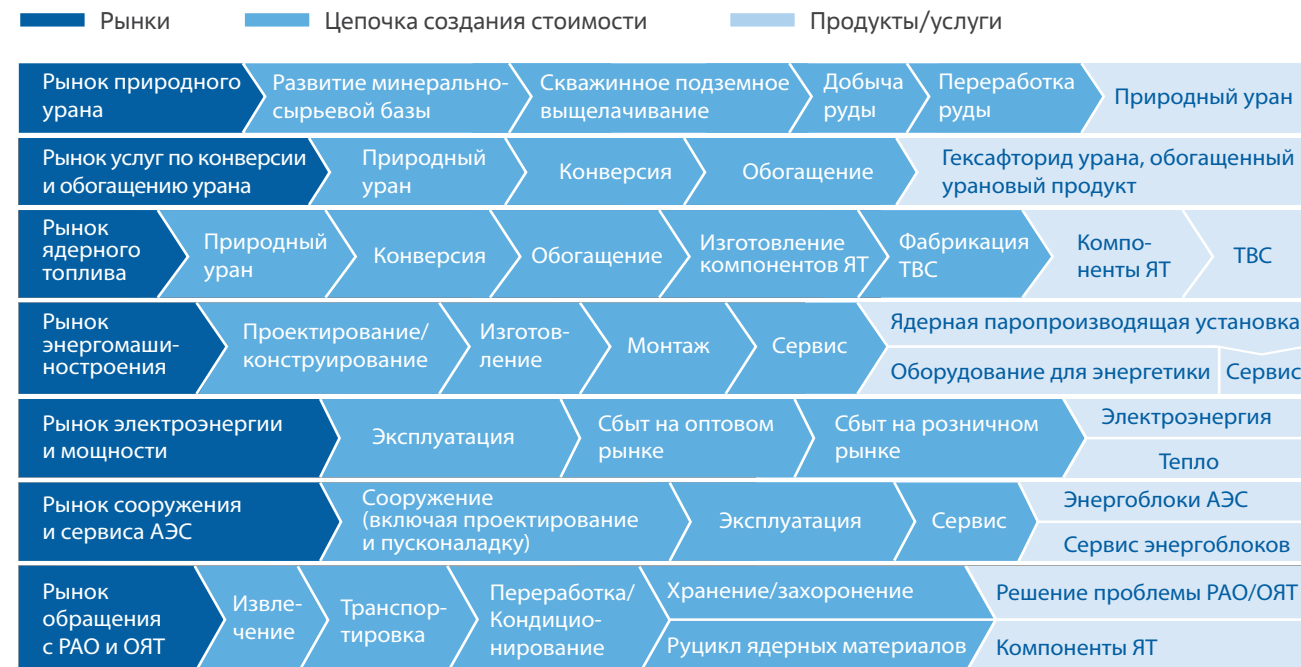 Рынки
Цепочка создания стоимости
Продукты/услуги
Рынок природного
урана
Развитие минерально-
сырьевой базы
Скважинное подземное
выщелачивание
Добыча
руды
Переработка
руды
Природный уран
Рынок услуг по конверсии
и обогащению урана
Природный
уран
Конверсия
Обогащение
Гексафторид урана, обогащенный
урановый продукт
Рынок
ядерного
топлива
Природный
уран
Конверсия
Обогащение
Изготовление
компонентов ЯТ
Фабрикация
ТВС
Компо-
ненты ЯТ
ТВС
Рынок
энергомаши-
ностроения
Проектирование/
конструирование
Изготов-
ление
Монтаж
Сервис
Ядерная паропроизводящая установка
Оборудование для энергетики
Сервис
Рынок электроэнергии
и мощности
Эксплуатация
Сбыт на оптовом
рынке
Сбыт на розничном
рынке
Электроэнергия
Тепло
Рынок сооружения
и сервиса АЭС
Сооружение
(включая проектирование
и пусконаладку)
Эксплуатация
Сервис
Энергоблоки АЭС
Сервис энергоблоков
Рынок
обращения
с РАО и ОЯТ
Извле-
чение
Транспор-
тировка
Переработка/
Кондицио-
нирование
Хранение/захоронение
Руцикл ядерных материалов
Решение проблемы РАО/ОЯТ
Компоненты ЯТ